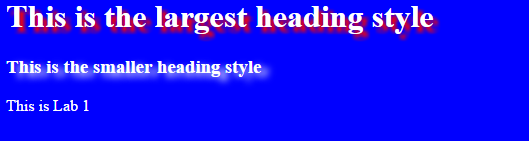 This is the largest heading style
This is the smaller heading style
This is Lab 1